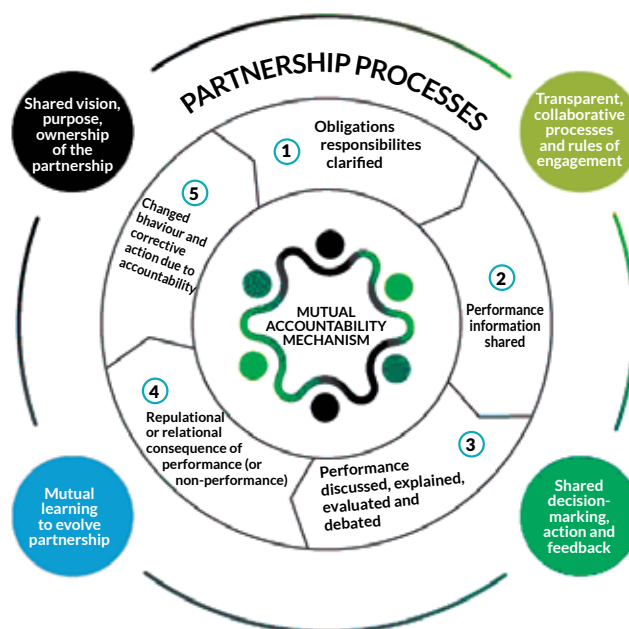 PARTNERSHIP PROCESSES
Shared vision,
purpose,
ownership
of the
partnership
Transparent,
collaborative
processes
and rules of
engagement
1
Obligations
responsibilites
clarified
2
Performance
information
shared
3
Performance
discussed, explained,
evaluated and
debated
4
Repulational
or relational
consequence of
performance (or
non-performance)
5
Changed
bhaviour and
corrective
action due to
accountability
MUTUAL
ACCOUNTABILITY
MECHANISM
Mutual
learning
to evolve
partnership
Shared
decision-
marking,
action and
feedback